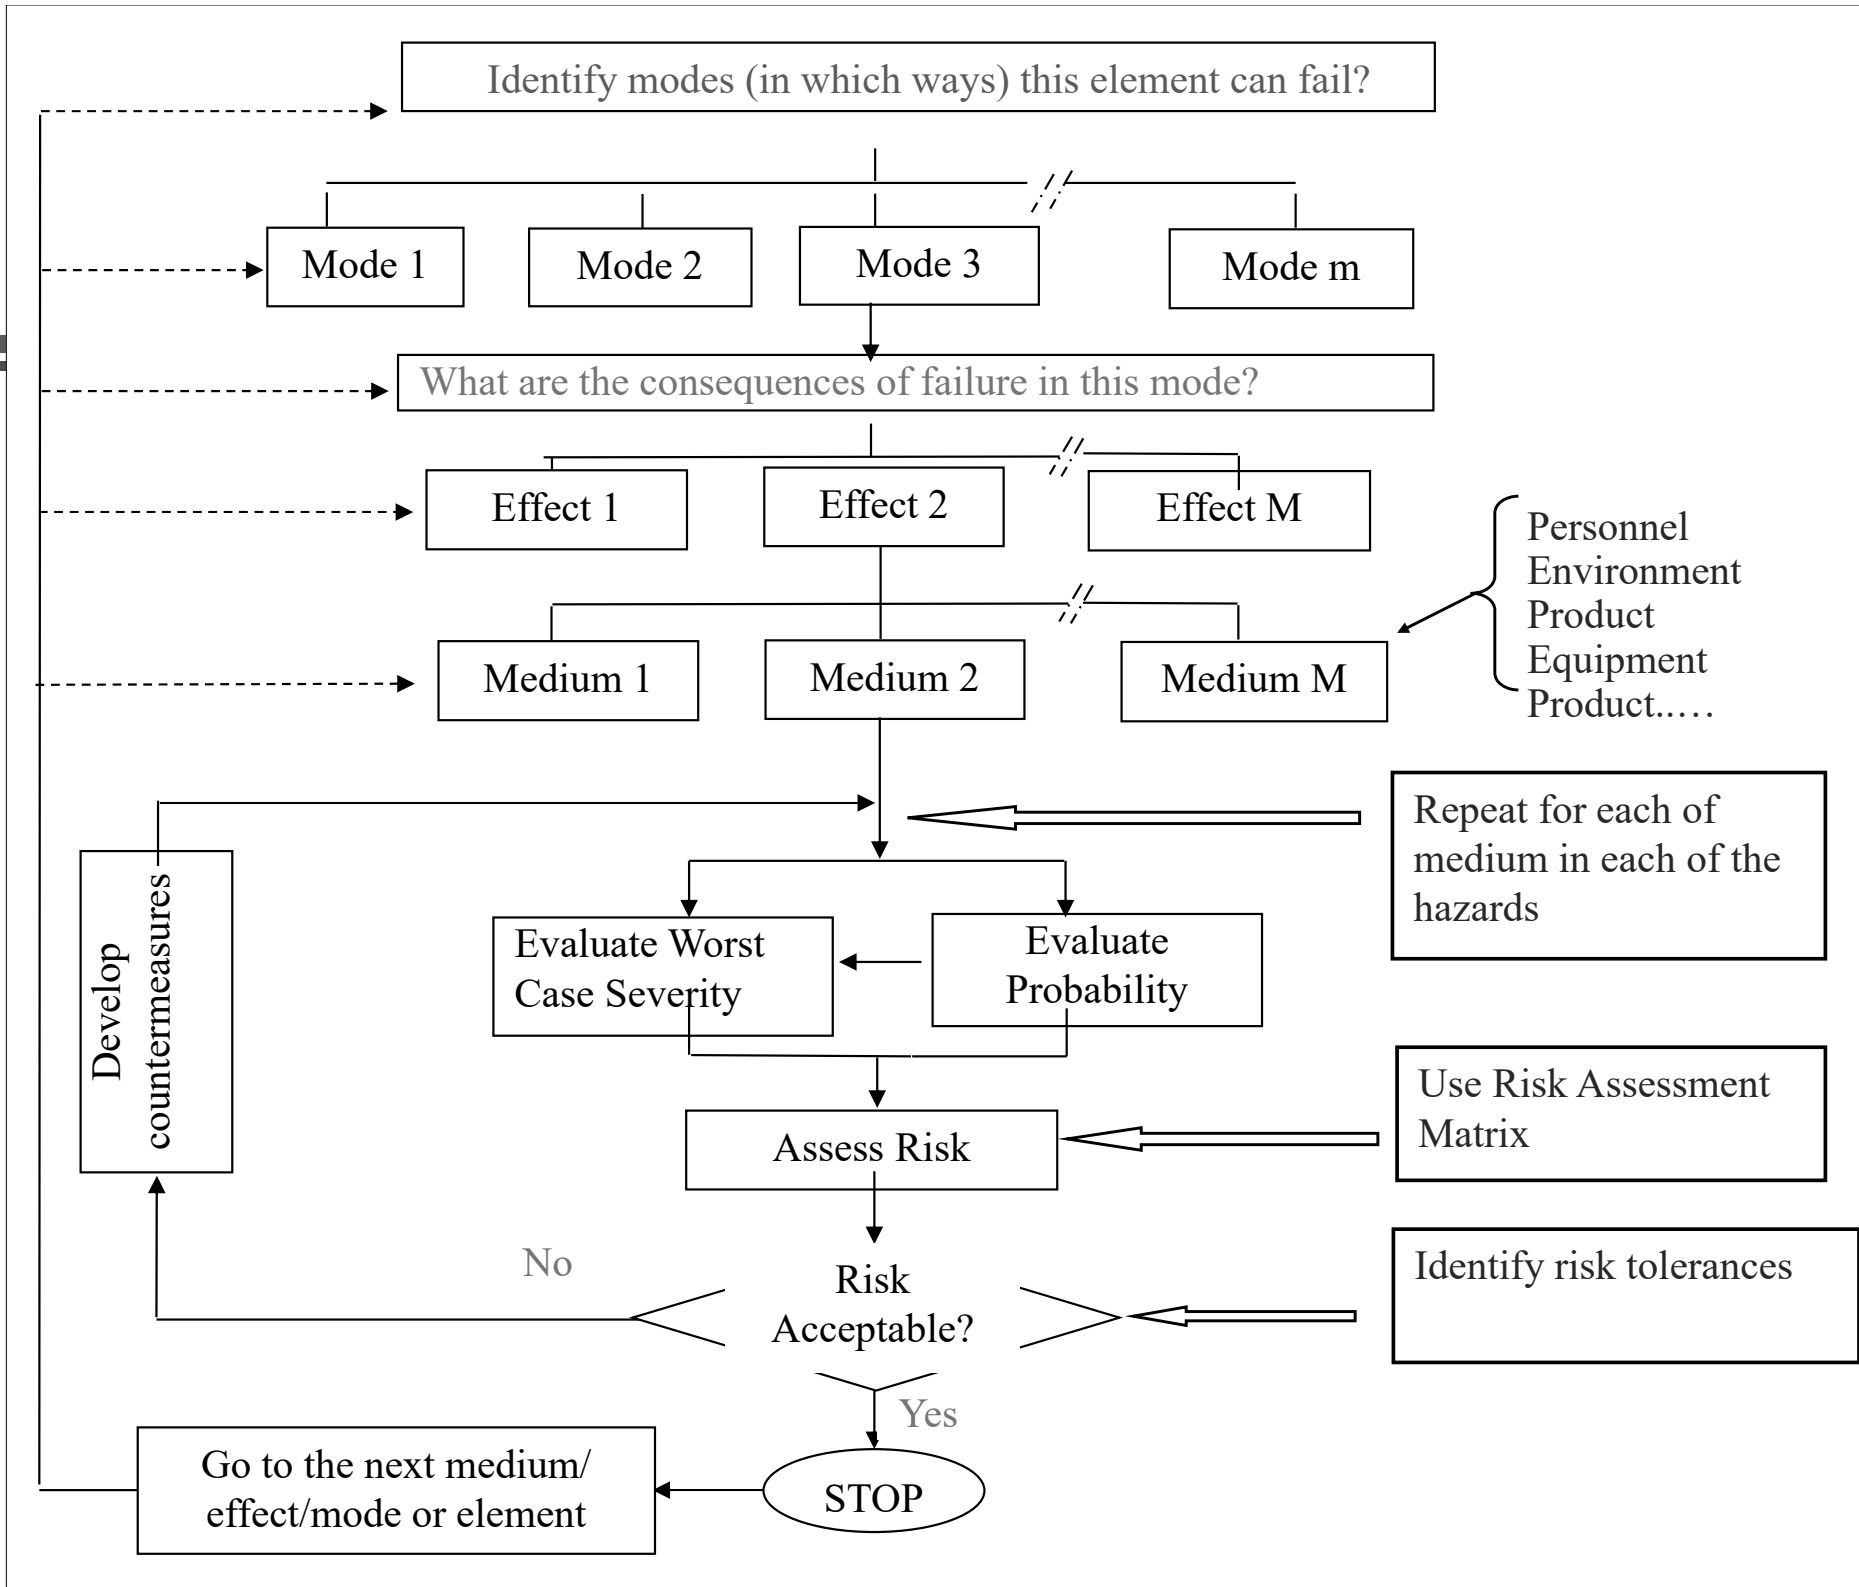 Identify modes (in which ways) this element can fail?
Mode 1
Mode 2
Mode 3
Mode m
What are the consequences of failure in this mode?
Effect 1
Effect 2
Effect M
Personnel
Environment
Product
Equipment
Product..…
Medium 1
Medium 2
Medium M
Repeat for each of
medium in each of the
hazards
Develop
countermeasures
Evaluate Worst
Case Severity
Evaluate
Probability
Use Risk Assessment
Matrix
Assess Risk
No
Risk
Acceptable?
Identify risk tolerances
Yes
Go to the next medium/
effect/mode or element
STOP